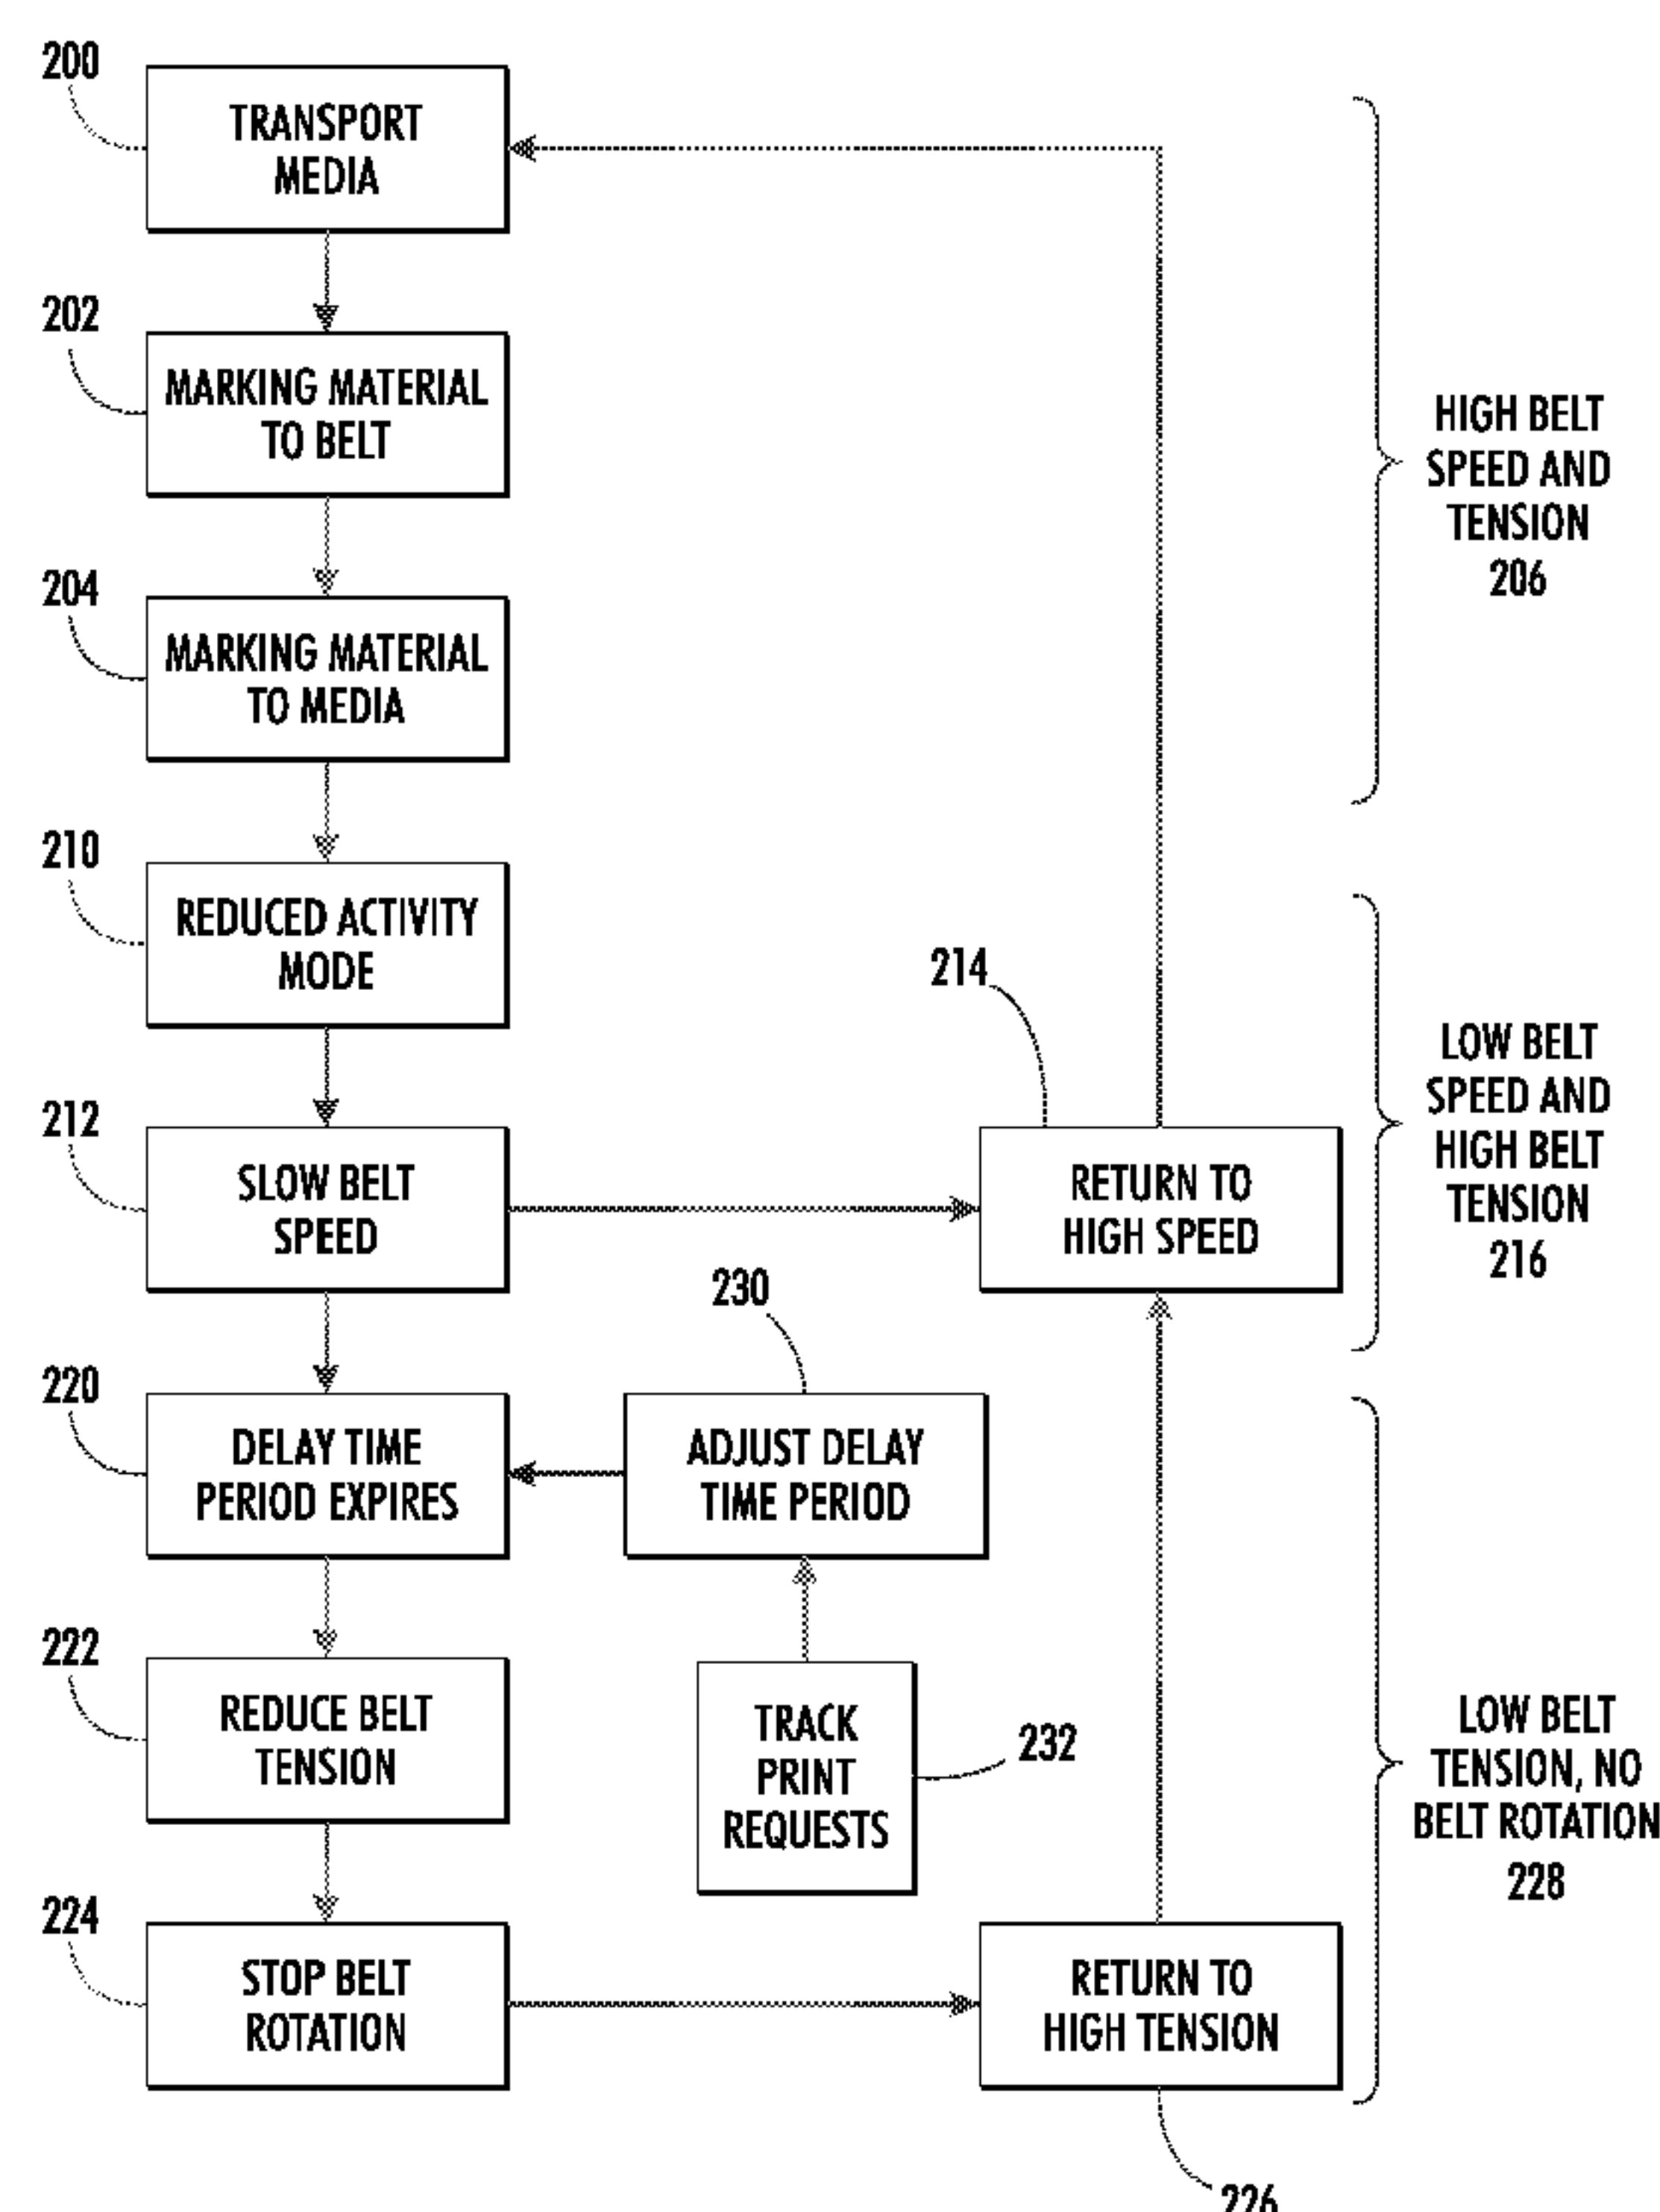 200
TRANSPORT
MEDIA
202
MARKING MATERIAL
TO BELT
HIGH BELT
SPEED AND
TENSION
206
204
MARKING MATERIAL
TO MEDIA
210
REDUCED ACTIVITY
MODE
214
LOW BELT
SPEED AND
HIGH BELT
TENSION
216
212
SLOW BELT
SPEED
RETURN TO
HIGH SPEED
230
220
DELAY TIME
PERIOD EXPIRES
ADJUST DELAY
TIME PERIOD
222
REDUCE BELT
TENSION
TRACK
PRINT
REQUESTS
232
LOW BELT
TENSION, NO
BELT ROTATION
228
224
STOP BELT
ROTATION
RETURN TO
HIGH TENSION
226